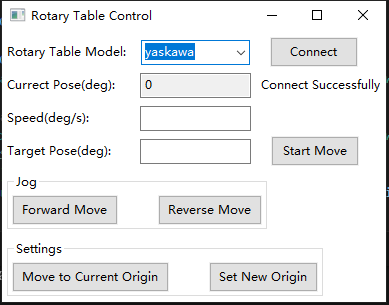 Rotary Table Control
Rotary Table Model: yaskawa Connect
Currect Pose(deg): 0 Connect Successfully
Speed(deg/s):
Target Pose(deg): Start Move
Jog
Forward Move Reverse Move
Settings
Move to Current Origin Set New Origin